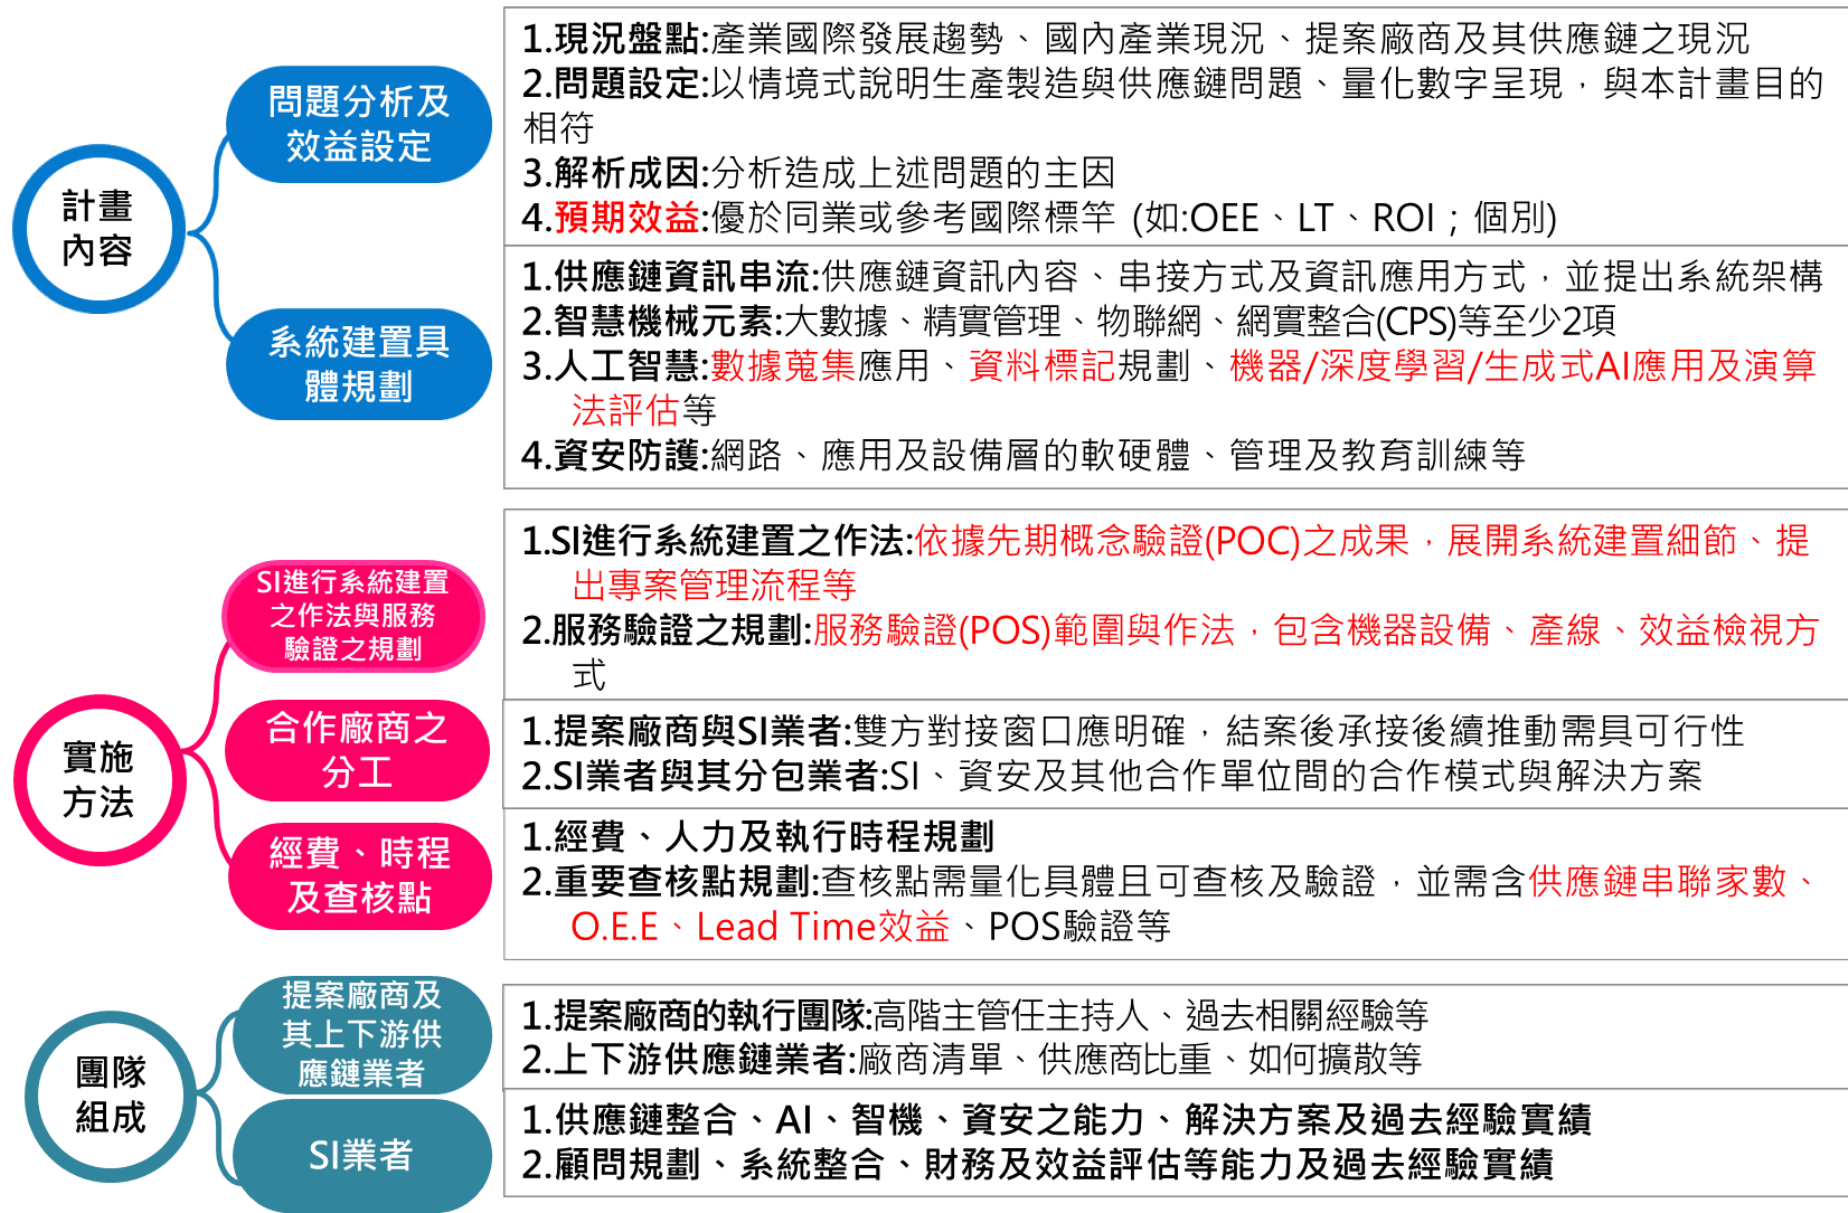 計畫
內容
問題分析及
效益設定
1.現況盤點:產業國際發展趨勢、國內產業現況、提案廠商及其供應鏈之現況
2.問題設定:以情境式說明生產製造與供應鏈問題、量化數字呈現，與本計畫目的
相符
3.解析成因:分析造成上述問題的主因
4.預期效益:優於同業或參考國際標竿 (如:OEE、LT、ROI；個別)
系統建置具
體規劃
1.供應鏈資訊串流:供應鏈資訊內容、串接方式及資訊應用方式，並提出系統架構
2.智慧機械元素:大數據、精實管理、物聯網、網實整合(CPS)等至少2項
3.人工智慧:數據蒐集應用、資料標記規劃、機器/深度學習/生成式AI應用及演算
法評估等
4.資安防護:網路、應用及設備層的軟硬體、管理及教育訓練等
實施
方法
SI進行系統建置
之作法與服務
驗證之規劃
1.SI進行系統建置之作法:依據先期概念驗證(POC)之成果，展開系統建置細節、提
出專案管理流程等
2.服務驗證之規劃:服務驗證(POS)範圍與作法，包含機器設備、產線、效益檢視方
式
合作廠商之
分工
1.提案廠商與SI業者:雙方對接窗口應明確，結案後承接後續推動需具可行性
2.SI業者與其分包業者:SI、資安及其他合作單位間的合作模式與解決方案
經費、時程
及查核點
1.經費、人力及執行時程規劃
2.重要查核點規劃:查核點需量化具體且可查核及驗證，並需含供應鏈串聯家數、
O.E.E、Lead Time效益、POS驗證等
團隊
組成
提案廠商及
其上下游供
應鏈業者
1.提案廠商的執行團隊:高階主管任主持人、過去相關經驗等
2.上下游供應鏈業者:廠商清單、供應商比重、如何擴散等
SI業者
1.供應鏈整合、AI、智機、資安之能力、解決方案及過去經驗實績
2.顧問規劃、系統整合、財務及效益評估等能力及過去經驗實績